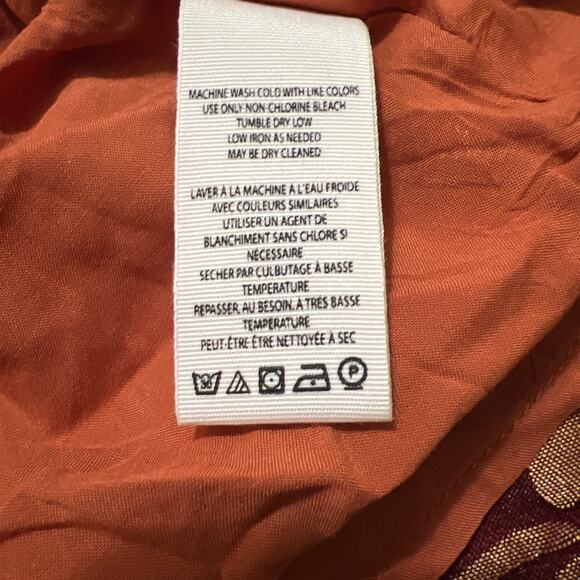 MACHINE WASH COLD WITH LIKE COLORS
USE ONLY NON-CHLORINE BLEACH
TUMBLE DRY LOW
LOW IRON AS NEEDED
MAY BE DRY CLEANED
LAVER À LA MACHINE À L'EAU FROIDE
AVEC COULEURS SIMILAIRES
UTILISER UN AGENT DE
BLANCHIMENT SANS CHLORE SI
NÉCESSAIRE
SÉCHER PAR CULBUTAGE À BASSE
TEMPERATURE
REPASSER, AU BESOIN, À TRÈS BASSE
TEMPERATURE
PEUT-ÊTRE ÊTRE NETTOYÉE À SEC
P